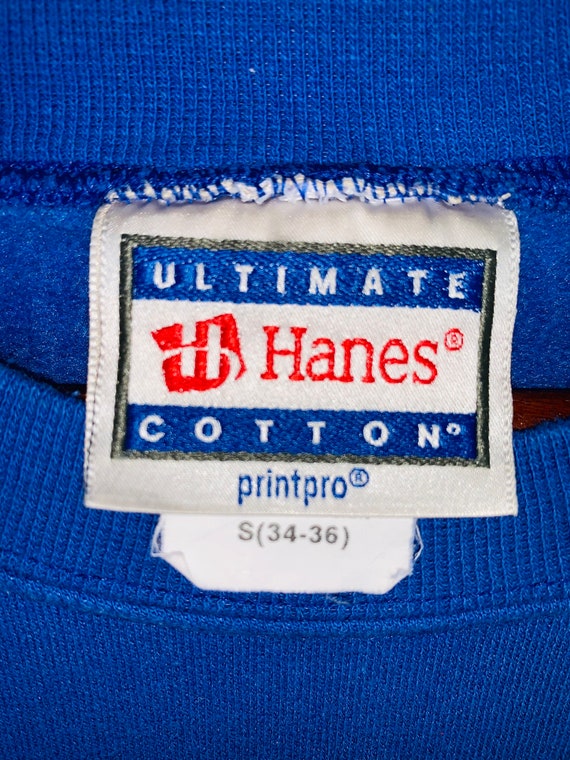 ULTIMATE
Hanes®
COTTON®
printpro®
S(34-36)